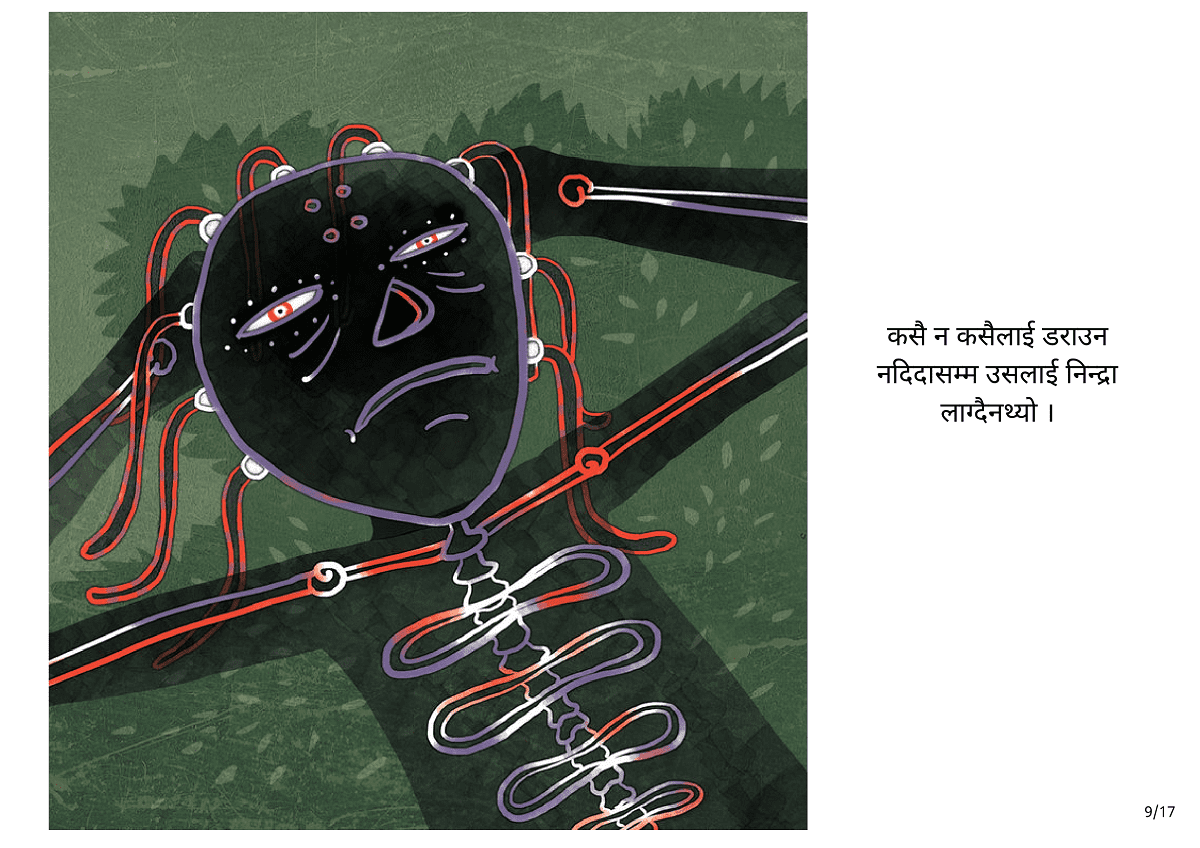 कसै न कसैलाई डराउन
नदिदासम्म उसलाई निन्द्रा
लाग्दैनथ्यो ।
9/17